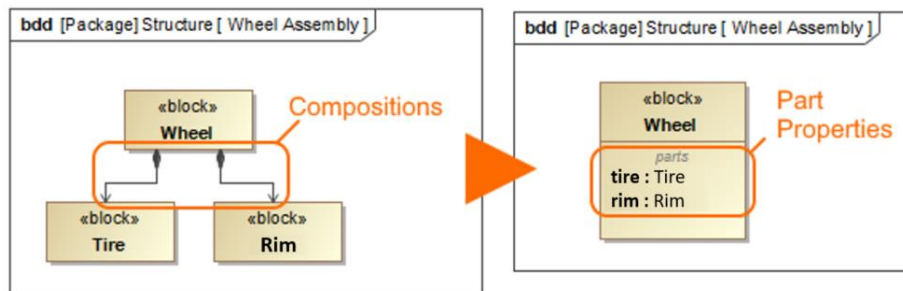 bdd [Package] Structure [ Wheel Assembly ]
«block»
Wheel
Compositions
«block»
Tire
«block»
Rim
bdd [Package] Structure [ Wheel Assembly ]
«block»
Wheel
parts
tire : Tire
rim : Rim
Part
Properties